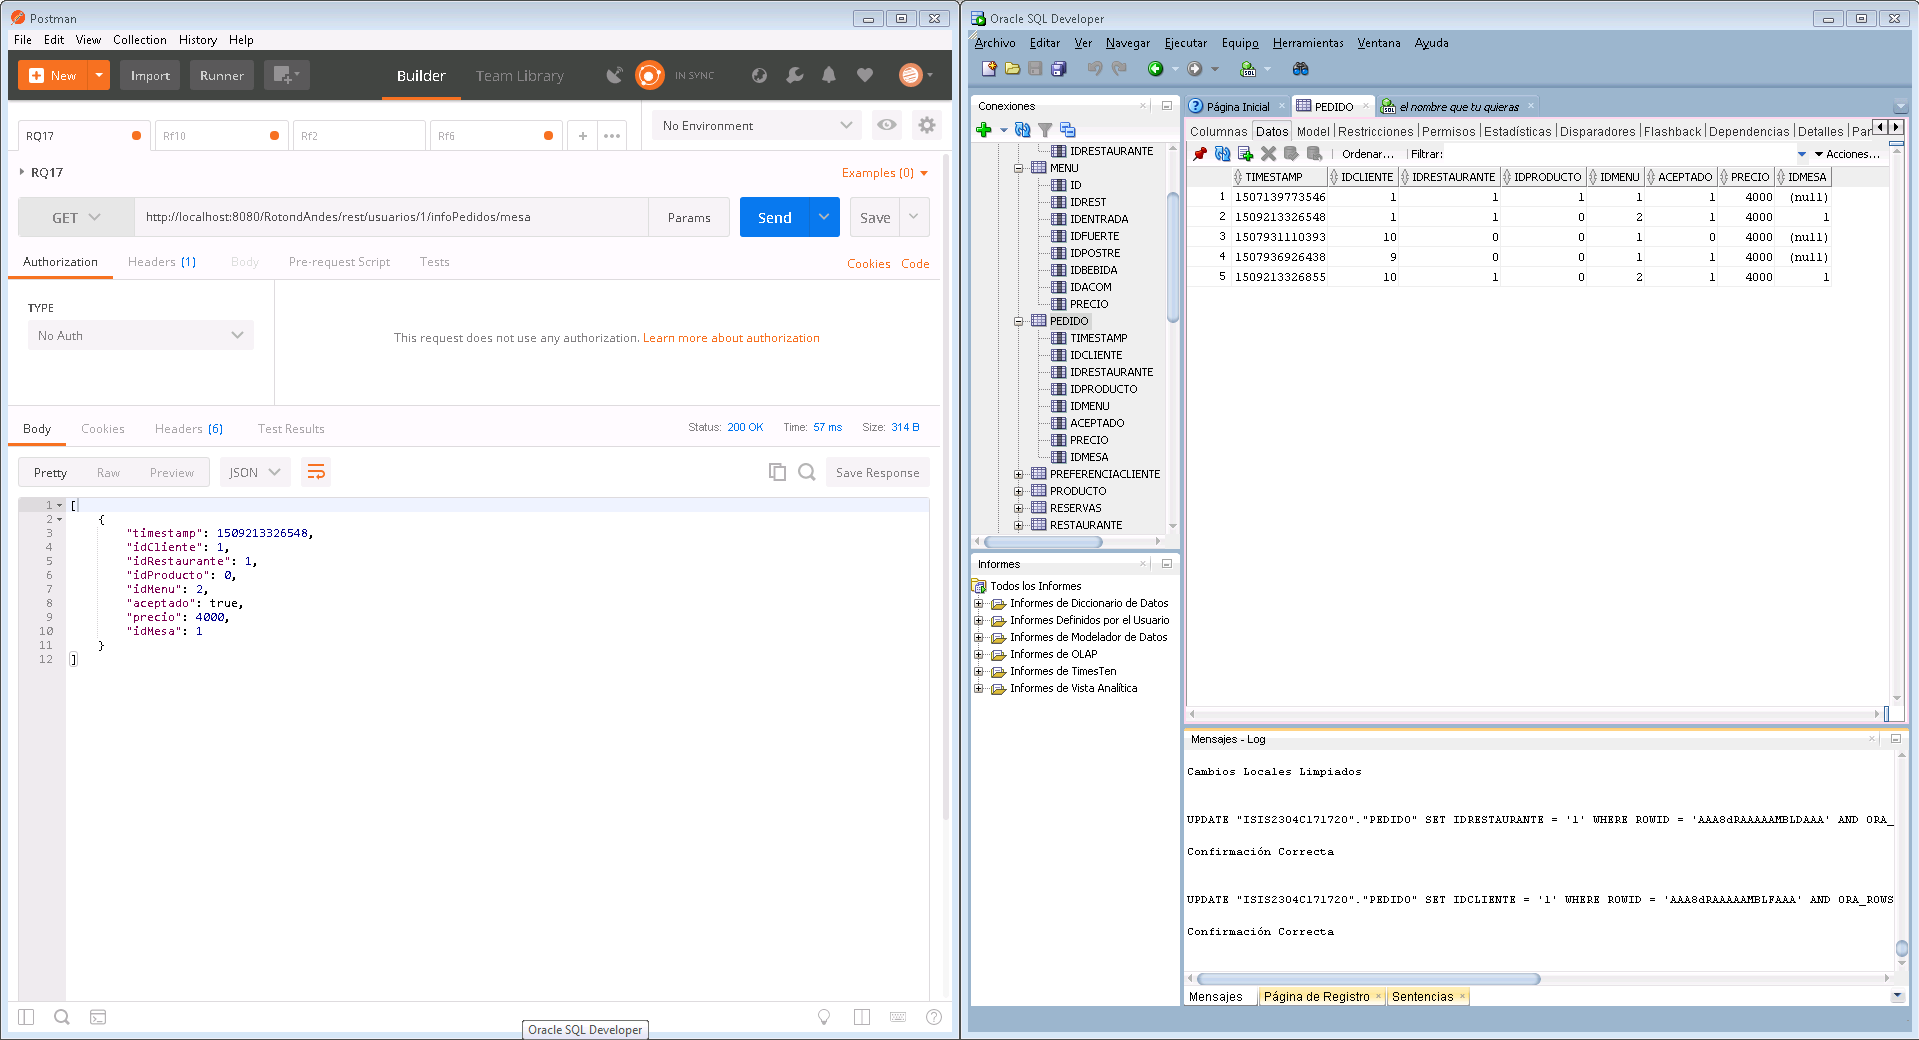 Postman
File Edit View Collection History Help
New Import Runner Builder Team Library IN SYNC
RQ17 Rf10 Rf2 Rf6 + •••
No Environment
RQ17
Examples (0)
GET http://localhost:8080/RotondAndes/rest/usuarios/1/infoPedidos/mesa Params Send Save
Authorization Headers (1) Body Pre-request Script Tests Cookies Code
TYPE
No Auth
This request does not use any authorization. Learn more about authorization
Body Cookies Headers (6) Test Results Status: 200 OK Time: 57 ms Size: 314 B
Pretty Raw Preview JSON Save Response
1 [
2 {
3 "timestamp": 1509213326548,
4 "idCliente": 1,
5 "idRestaurante": 1,
6 "idProducto": 0,
7 "idMenu": 2,
8 "aceptado": true,
9 "precio": 4000,
10 "idMesa": 1
11 }
12 ]
Oracle SQL Developer
Oracle SQL Developer
Archivo Editar Ver Navegar Ejecutar Equipo Herramientas Ventana Ayuda
Conexiones
IDRESTAURANTE
MENU
ID
IDREST
IDENTRADA
IDFUERTE
IDPOSTRE
IDBEBIDA
IDACOM
PRECIO
PEDIDO
TIMESTAMP
IDCLIENTE
IDRESTAURANTE
IDPRODUCTO
IDMENU
ACEPTADO
PRECIO
IDMESA
PREFERENCIACLIENTE
PRODUCTO
RESERVAS
RESTAURANTE
Informes
Todos los Informes
Informes de Diccionario de Datos
Informes Definidos por el Usuario
Informes de Modelador de Datos
Informes de OLAP
Informes de TimesTen
Informes de Vista Analítica
Página Inicial PEDIDO el nombre que tu quieras
Columnas Datos Model Restricciones Permisos Estadísticas Disparadores Flashback Dependencias Detalles Par
Ordenar... Filtrar: Acciones...
TIMESTAMP IDCLIENTE IDRESTAURANTE IDPRODUCTO IDMENU ACEPTADO PRECIO IDMESA
1 1507139773546 1 1 1 1 1 4000 (null)
2 1509213326548 1 1 0 2 1 4000 1
3 1507931110393 10 0 0 1 0 4000 (null)
4 1507936926438 9 0 0 1 1 4000 (null)
5 1509213326855 10 1 0 2 1 4000 1
Mensajes - Log
Cambios Locales Limpiados
UPDATE "ISIS2304C171720"."PEDIDO" SET IDRESTAURANTE = '1' WHERE ROWID = 'AAA8dRAAAAAMBLDAAA' AND ORA_
Confirmación Correcta
UPDATE "ISIS2304C171720"."PEDIDO" SET IDCLIENTE = '1' WHERE ROWID = 'AAA8dRAAAAAMBLFAAA' AND ORA_ROWS
Confirmación Correcta
Mensajes Página de Registro Sentencias